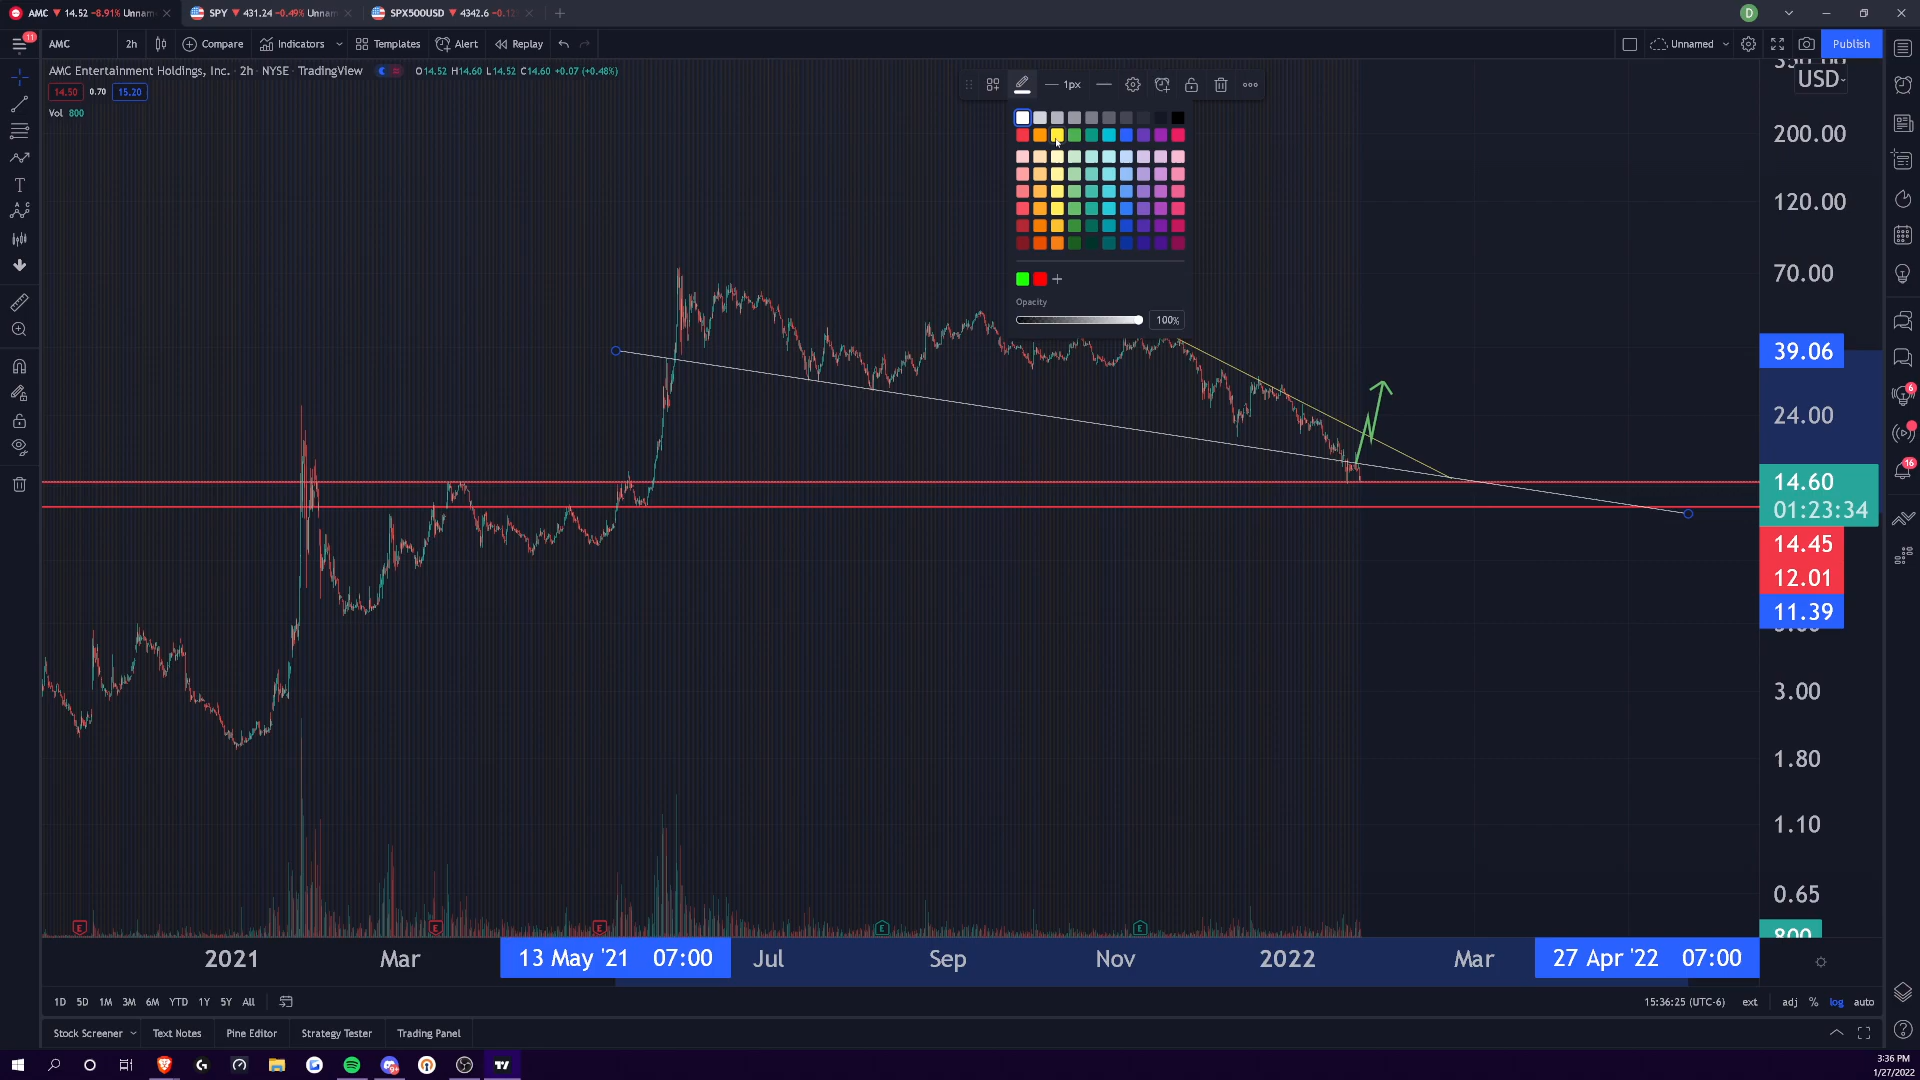 AMC ▼ 14.52 −8.91% Unnam
SPY ▼ 431.24 −0.49% Unnam
SPX500USD ▼ 4342.6 −0.12
D
11
AMC
2h
Compare
Indicators
Templates
Alert
Replay
Unnamed
Publish
AMC Entertainment Holdings, Inc. · 2h · NYSE · TradingView
O14.52 H14.60 L14.52 C14.60 +0.07 (+0.48%)
14.50 0.70 15.20
Vol 800
1px
Opacity
100%
USD
200.00
120.00
70.00
39.06
24.00
14.60
01:23:34
14.45
12.01
11.39
3.00
1.80
1.10
0.65
800
6
16
E
E
E
E
E
2021
Mar
13 May '21 07:00
Jul
Sep
Nov
2022
Mar
27 Apr '22 07:00
1D 5D 1M 3M 6M YTD 1Y 5Y All
15:36:25 (UTC-6) ext adj % log auto
Stock Screener Text Notes Pine Editor Strategy Tester Trading Panel
3:36 PM
1/27/2022